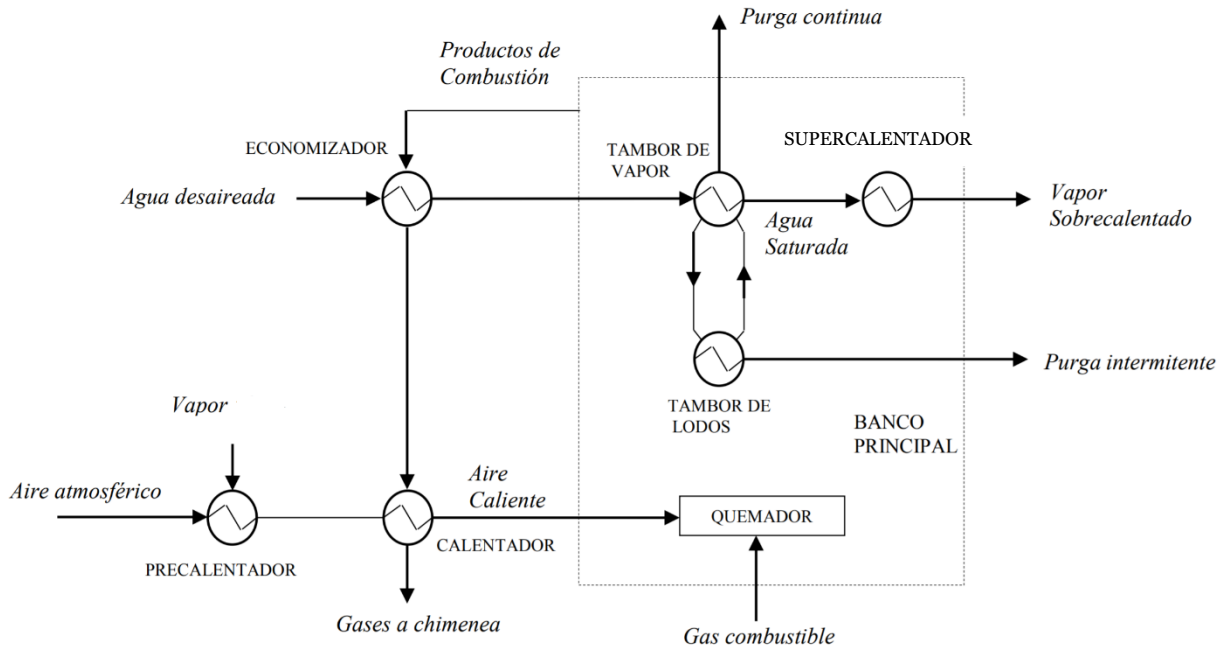 Purga continua
Productos de
Combustión
ECONOMIZADOR
TAMBOR DE
VAPOR
SUPERCALENTADOR
Agua desaireada
Agua
Saturada
Vapor
Sobrecalentado
Purga intermitente
TAMBOR DE
LODOS
BANCO
PRINCIPAL
Vapor
Aire atmosférico
Aire
Caliente
QUEMADOR
PRECALENTADOR
CALENTADOR
Gases a chimenea
Gas combustible